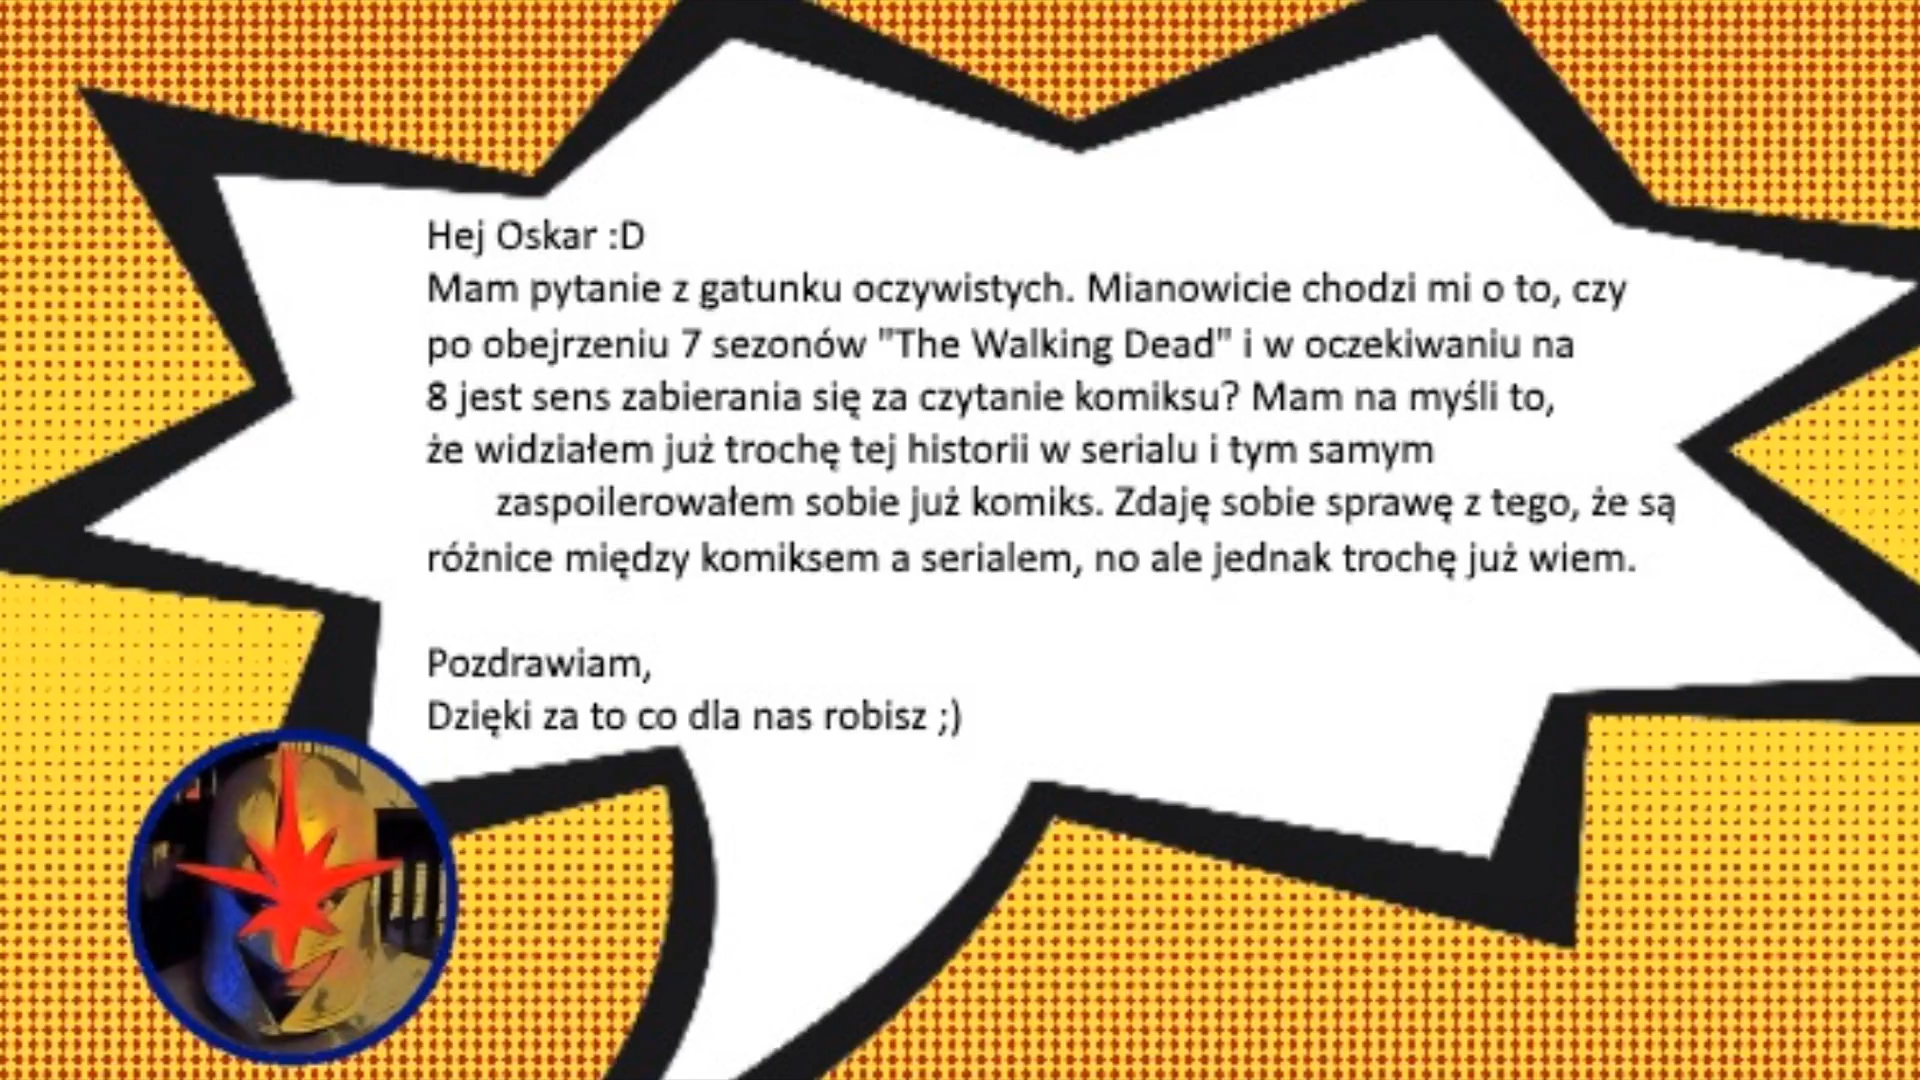 Hej Oskar :D
Mam pytanie z gatunku oczywistych. Mianowicie chodzi mi o to, czy
po obejrzeniu 7 sezonów "The Walking Dead" i w oczekiwaniu na
8 jest sens zabierania się za czytanie komiksu? Mam na myśli to,
że widziałem już trochę tej historii w serialu i tym samym
zaspoilerowałem sobie już komiks. Zdaję sobie sprawę z tego, że są
różnice między komiksem a serialem, no ale jednak trochę już wiem.
Pozdrawiam,
Dzięki za to co dla nas robisz ;)